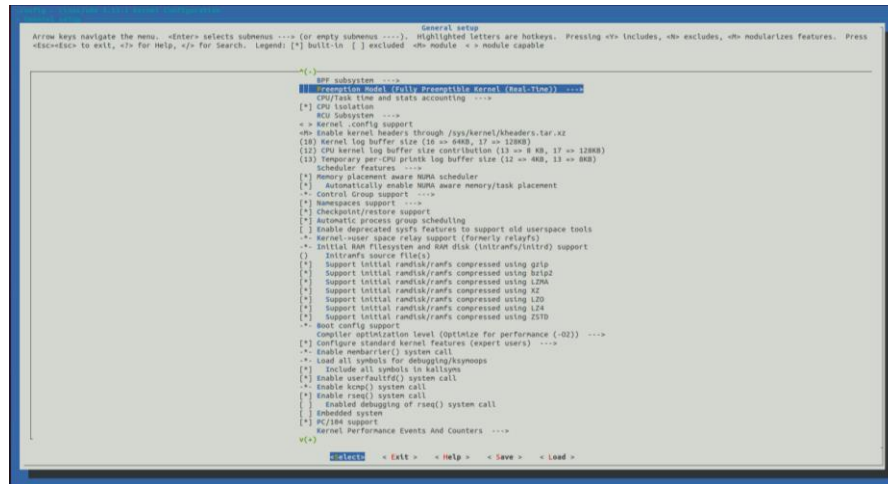 General setup
Arrow keys navigate the menu. <Enter> selects submenus ---> (or empty submenus ----). Highlighted letters are hotkeys. Pressing <Y> includes, <N> excludes, <M> modularizes features. Press
<Esc><Esc> to exit, <?> for Help, </> for Search. Legend: [*] built-in [ ] excluded <M> module < > module capable
^(-)
BPF subsystem --->
Preemption Model (Fully Preemptible Kernel (Real-Time)) --->
CPU/Task time and stats accounting --->
[*] CPU isolation
RCU Subsystem --->
< > Kernel .config support
<M> Enable kernel headers through /sys/kernel/kheaders.tar.xz
(18) Kernel log buffer size (16 => 64KB, 17 => 128KB)
(12) CPU kernel log buffer size contribution (13 => 8 KB, 17 => 128KB)
(13) Temporary per-CPU printk log buffer size (12 => 4KB, 13 => 8KB)
Scheduler features --->
[*] Memory placement aware NUMA scheduler
[*] Automatically enable NUMA aware memory/task placement
-*- Control Group support --->
[*] Namespaces support --->
[*] Checkpoint/restore support
[*] Automatic process group scheduling
[ ] Enable deprecated sysfs features to support old userspace tools
-*- Kernel->user space relay support (formerly relayfs)
-*- Initial RAM filesystem and RAM disk (initramfs/initrd) support
() Initramfs source file(s)
[*] Support initial ramdisk/ramfs compressed using gzip
[*] Support initial ramdisk/ramfs compressed using bzip2
[*] Support initial ramdisk/ramfs compressed using LZMA
[*] Support initial ramdisk/ramfs compressed using XZ
[*] Support initial ramdisk/ramfs compressed using LZO
[*] Support initial ramdisk/ramfs compressed using LZ4
[*] Support initial ramdisk/ramfs compressed using ZSTD
-*- Boot config support
Compiler optimization level (Optimize for performance (-O2)) --->
[*] Configure standard kernel features (expert users) --->
-*- Enable membarrier() system call
-*- Load all symbols for debugging/ksymoops
[*] Include all symbols in kallsyms
[*] Enable userfaultfd() system call
-*- Enable kcmp() system call
[*] Enable rseq() system call
[ ] Enabled debugging of rseq() system call
[ ] Embedded system
[*] PC/104 support
Kernel Performance Events And Counters --->
v(+)
<Select> < Exit > < Help > < Save > < Load >